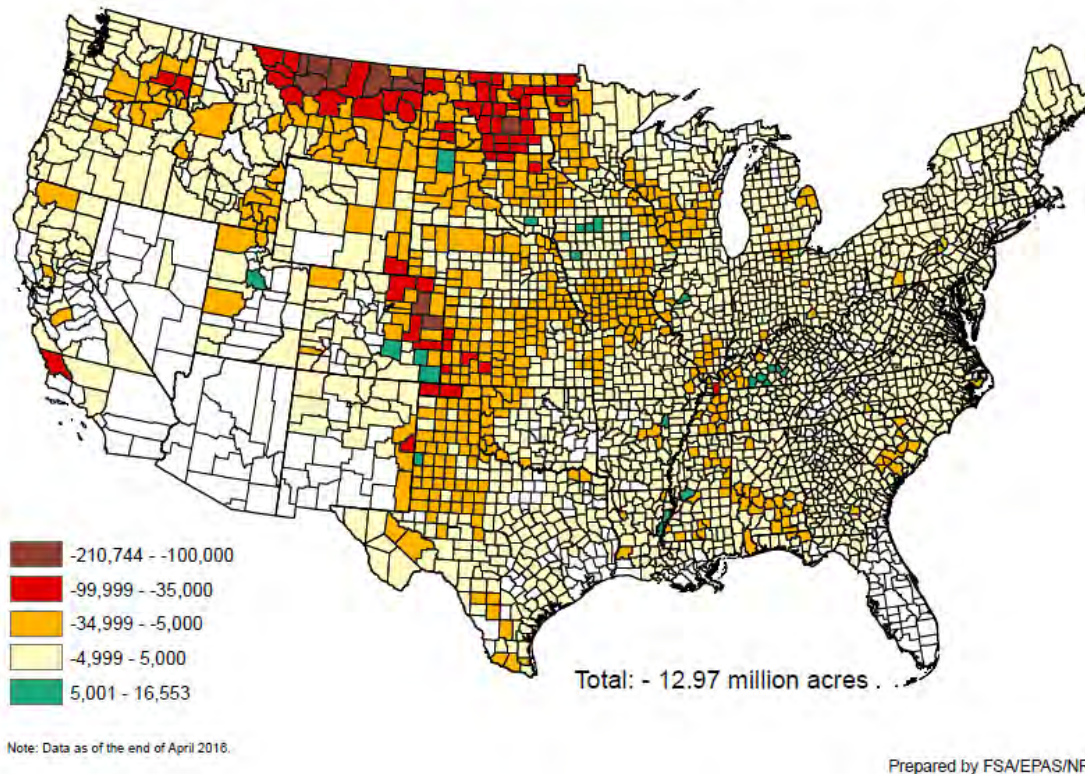 -210,744 - -100,000
-99,999 - -35,000
-34,999 - -5,000
-4,999 - 5,000
5,001 - 16,553
Total: - 12.97 million acres .
Note: Data as of the end of April 2016.
Prepared by FSA/EPAS/NR